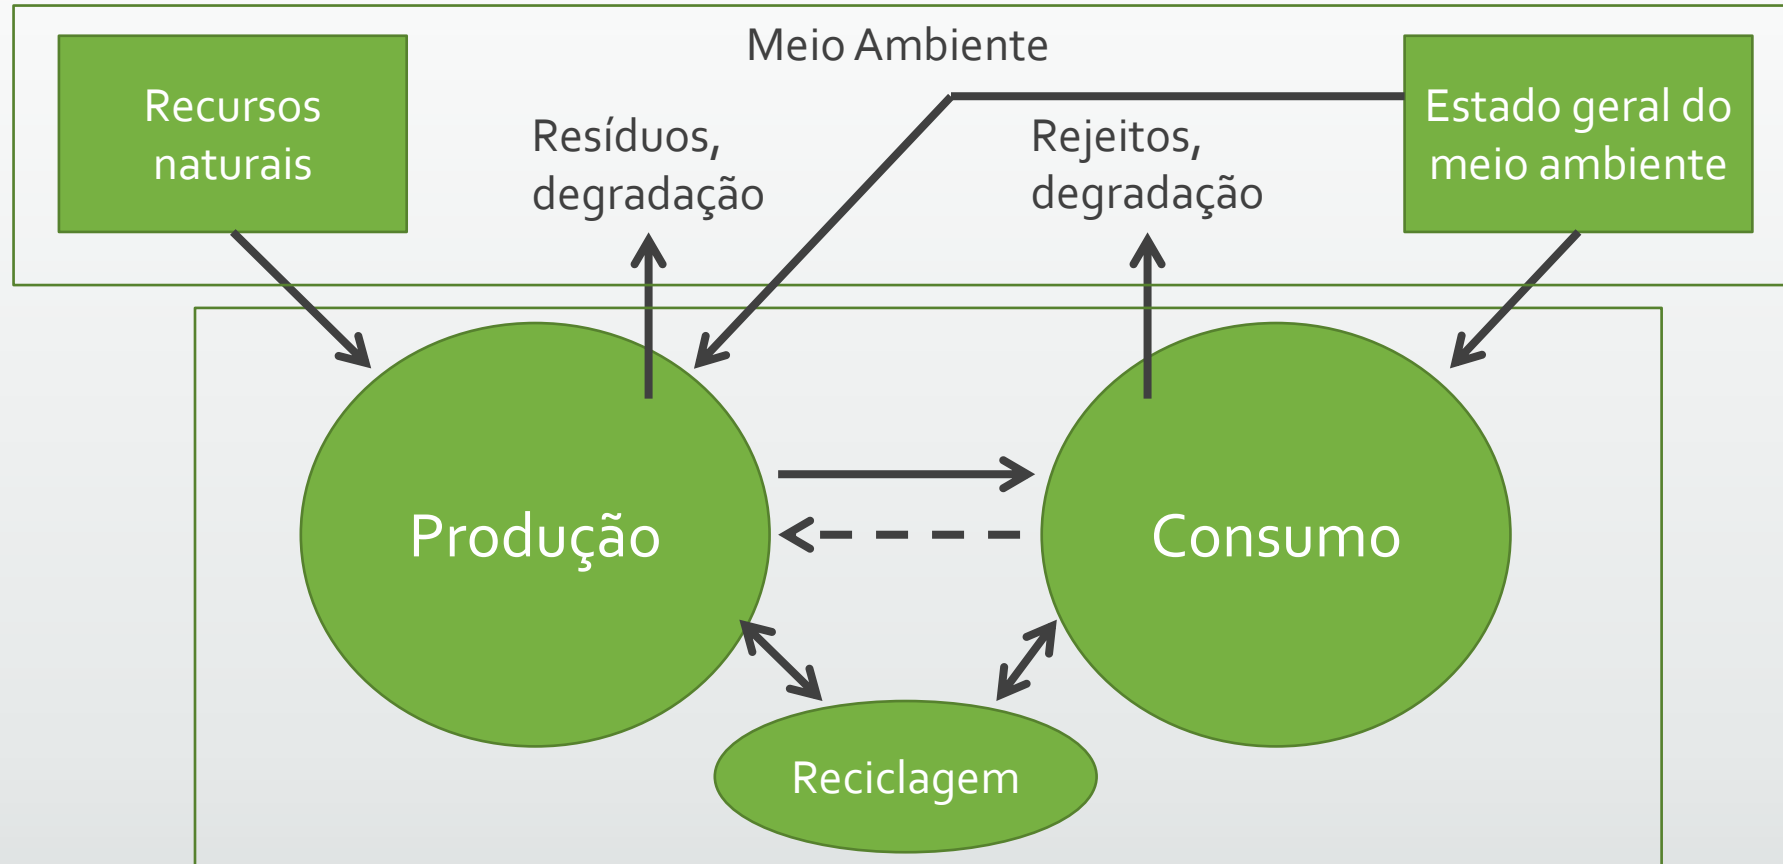 Meio Ambiente
Recursos
naturais
Resíduos,
degradação
Rejeitos,
degradação
Estado geral do
meio ambiente
Produção
Consumo
Reciclagem